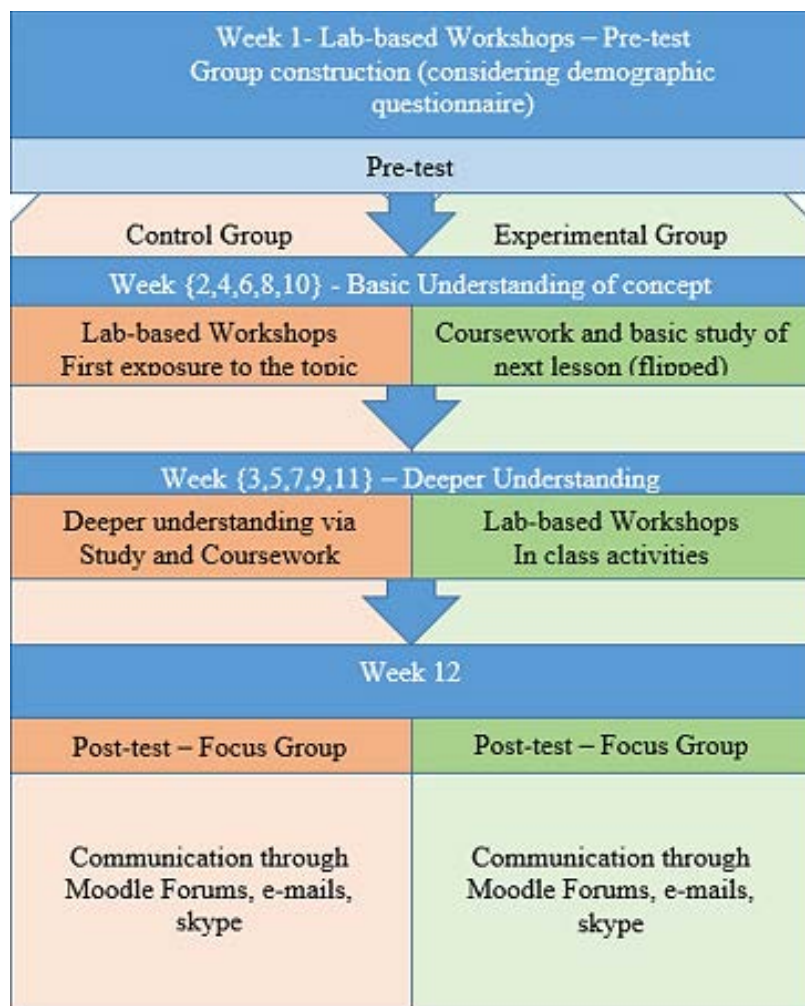 Week 1- Lab-based Workshops – Pre-test
Group construction (considering demographic
questionnaire)
Pre-test
Control Group
Experimental Group
Week {2,4,6,8,10} - Basic Understanding of concept
Lab-based Workshops
First exposure to the topic
Coursework and basic study of
next lesson (flipped)
Week {3,5,7,9,11} – Deeper Understanding
Deeper understanding via
Study and Coursework
Lab-based Workshops
In class activities
Week 12
Post-test – Focus Group
Post-test – Focus Group
Communication through
Moodle Forums, e-mails,
skype
Communication through
Moodle Forums, e-mails,
skype